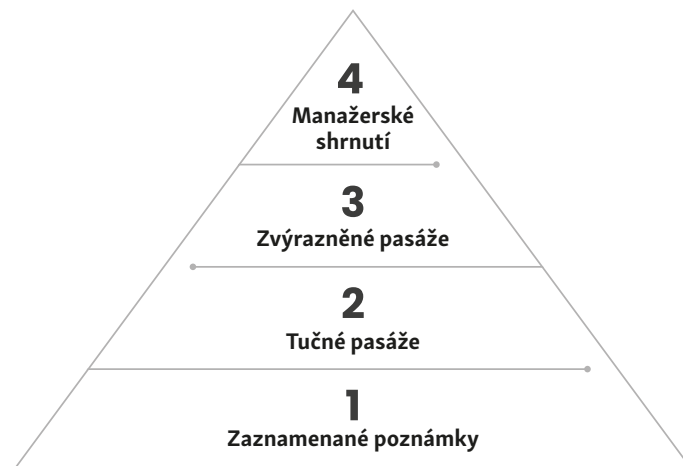 4
Manažerské
shrnutí
3
Zvýrazněné pasáže
2
Tučné pasáže
1
Zaznamenané poznámky